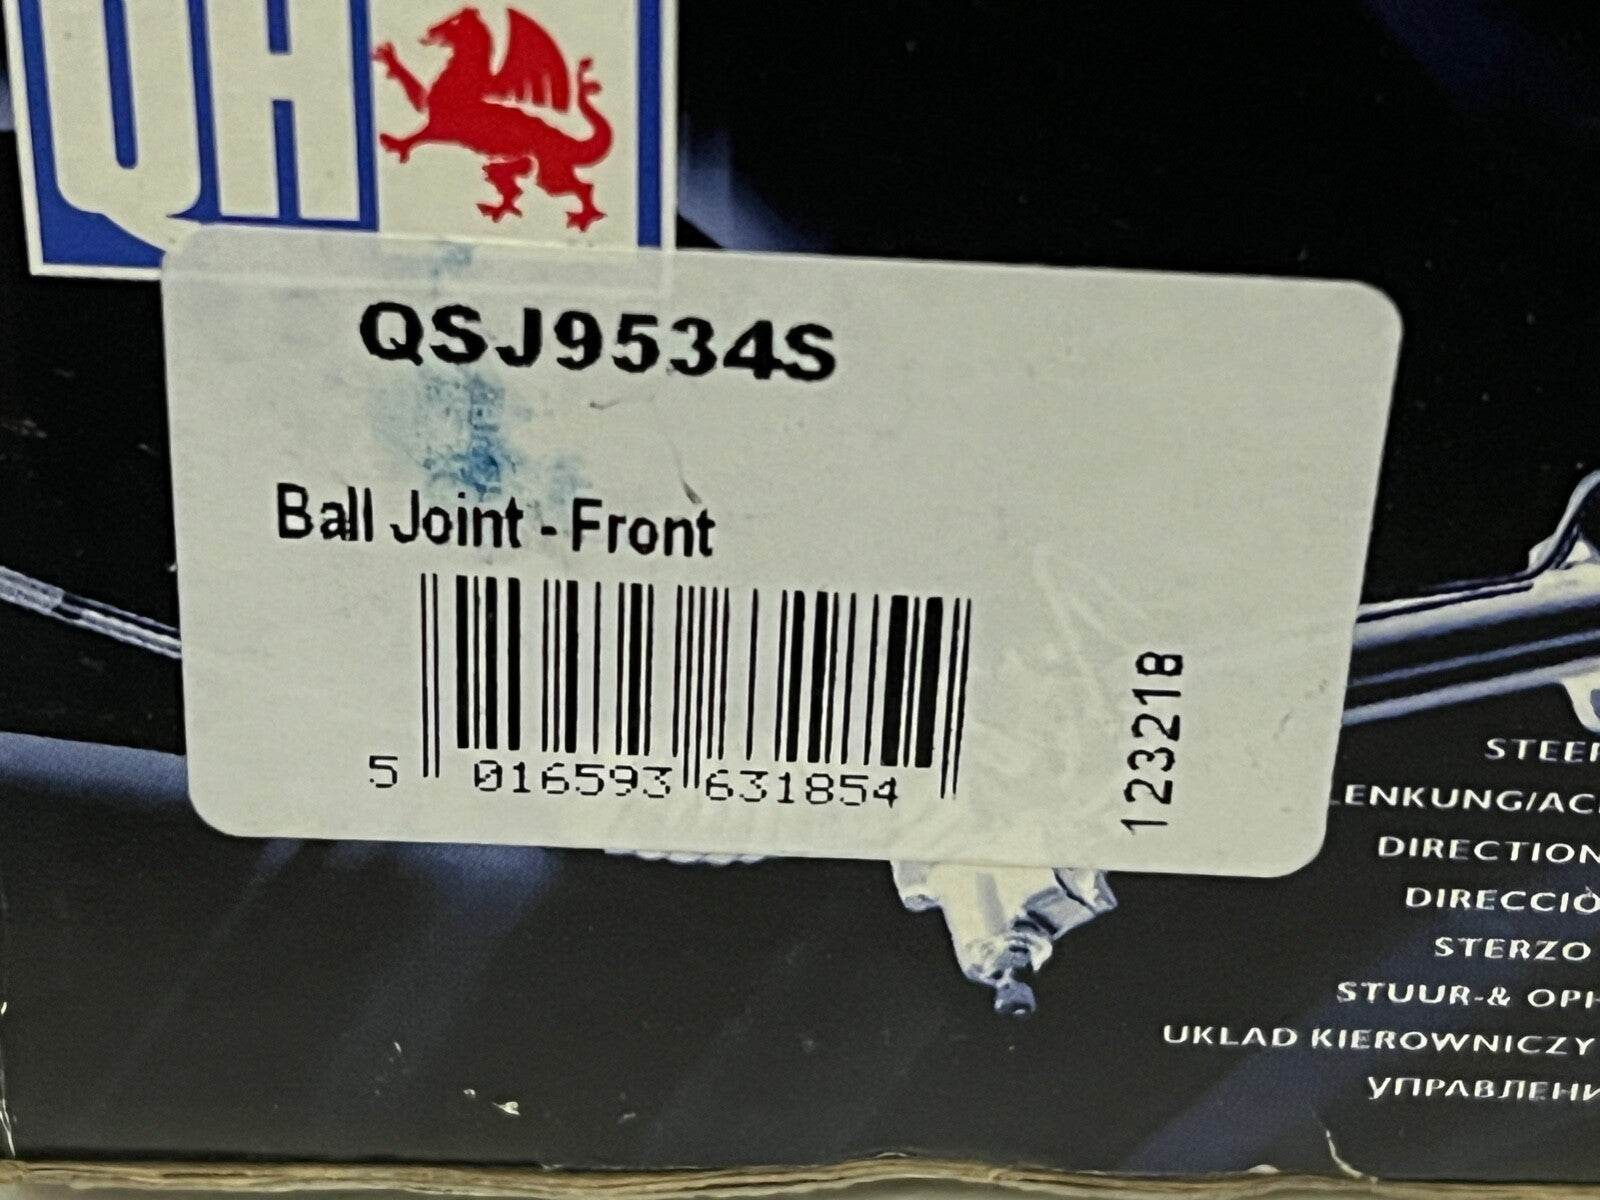 QH
QSJ9534S
Ball Joint - Front
5 016593 631854
123218
STEER
LENKUNG/AC
DIRECTION
DIRECCIÓ
STERZO
STUUR-& OPH
UKLAD KIEROWNICZY
УПРАВЛЕНИ